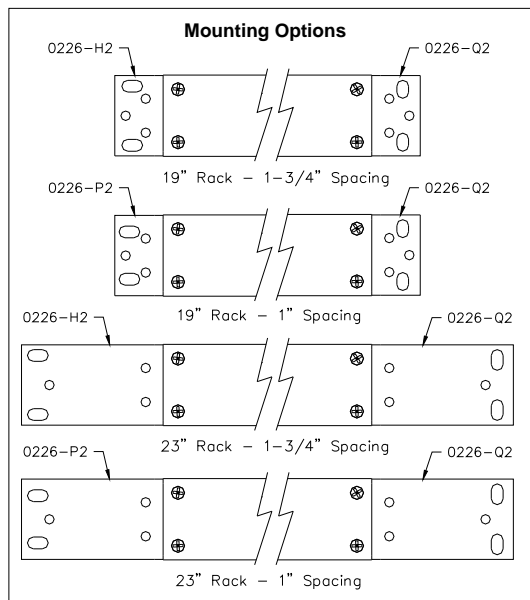 Mounting Options
0226-H2
0226-Q2
19" Rack - 1-3/4" Spacing
0226-P2
0226-Q2
19" Rack - 1" Spacing
0226-H2
0226-Q2
23" Rack - 1-3/4" Spacing
0226-P2
0226-Q2
23" Rack - 1" Spacing